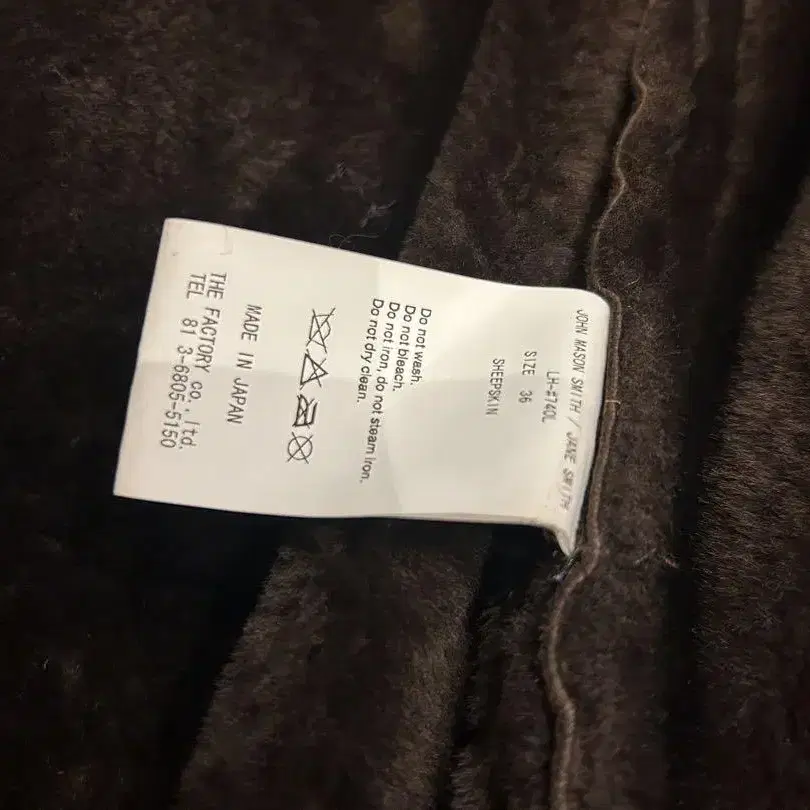 JOHN MASON SMITH / JANE SMITH
LH-#740L
SIZE 36
SHEEPSKIN
Do not wash.
Do not bleach.
Do not iron, do not steam iron.
Do not dry clean.
MADE IN JAPAN
THE FACTORY co., ltd.
TEL 81 3-6805-5150